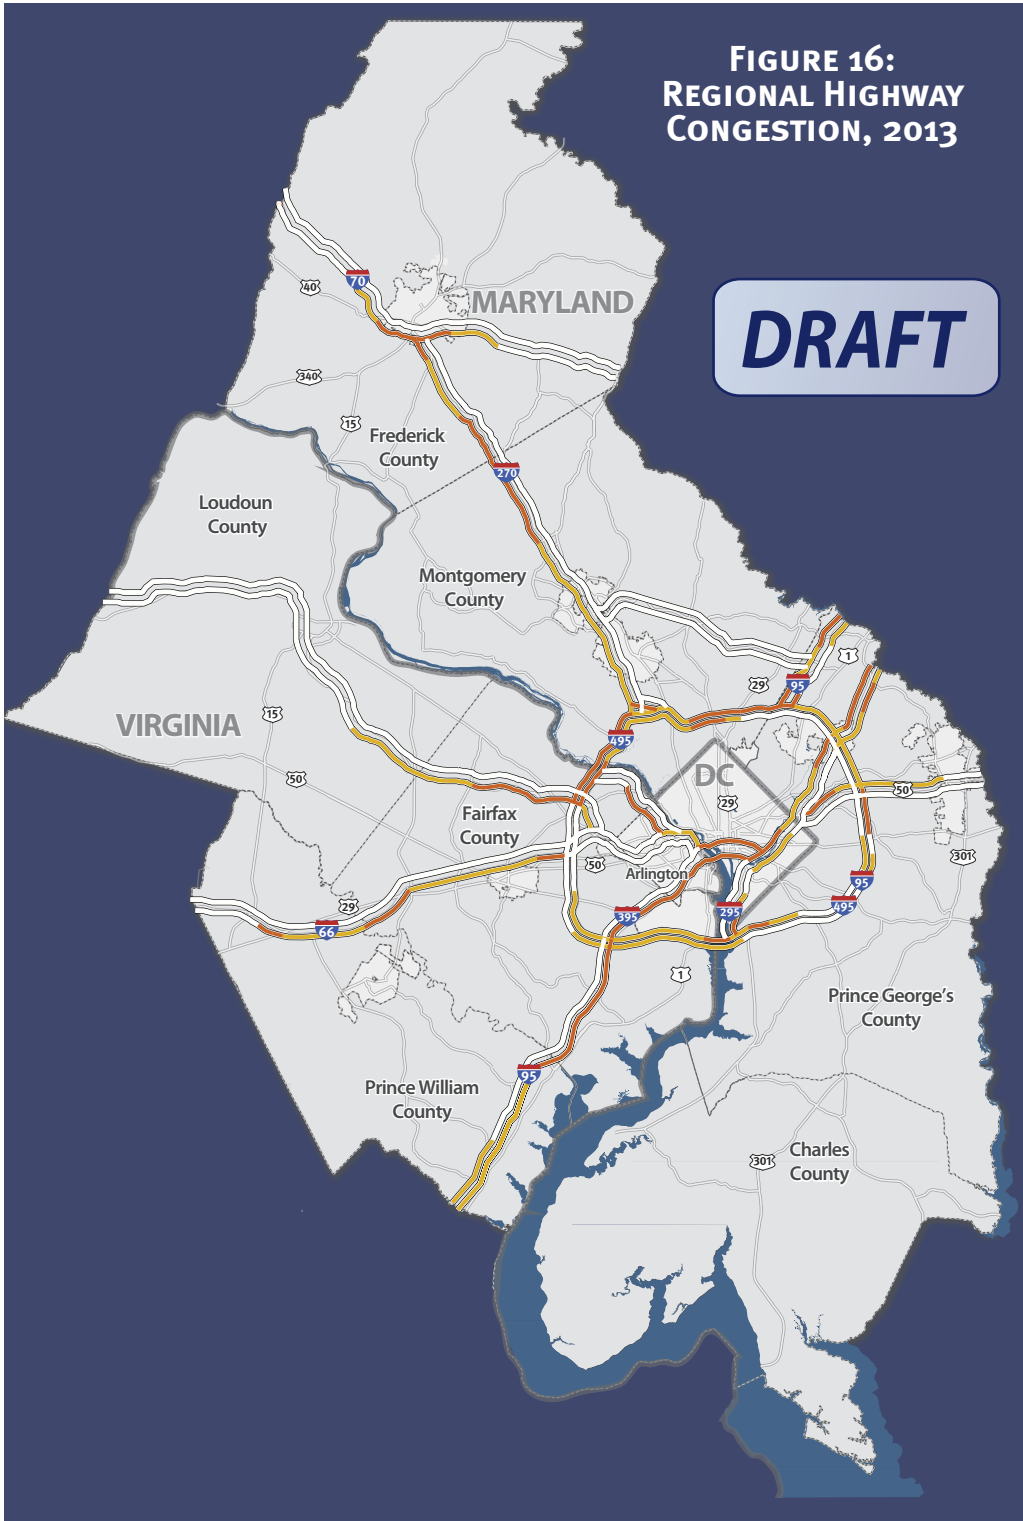 FIGURE 16:
REGIONAL HIGHWAY
CONGESTION, 2013
DRAFT
70
40
MARYLAND
340
15
Frederick
County
270
Loudoun
County
Montgomery
County
1
29
95
VIRGINIA
15
495
DC
50
50
29
Fairfax
County
50
Arlington
301
95
29
66
395
295
495
1
Prince George's
County
95
Prince William
County
301
Charles
County